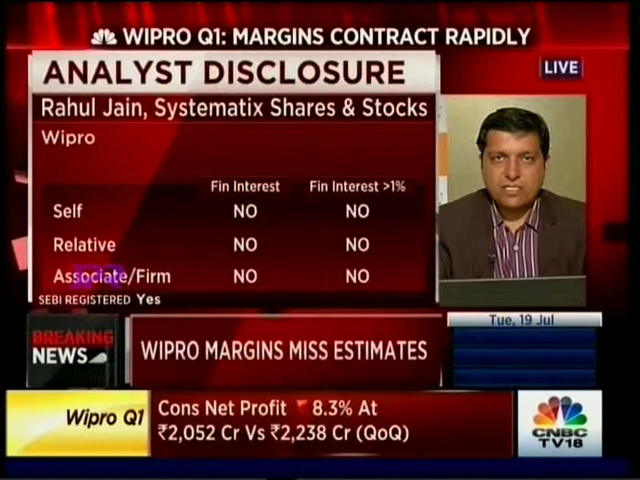 WIPRO Q1: MARGINS CONTRACT RAPIDLY
ANALYST DISCLOSURE
LIVE
Rahul Jain, Systematix Shares & Stocks
Wipro
Fin Interest Fin Interest >1%
Self NO NO
Relative NO NO
Associate/Firm NO NO
SEBI REGISTERED Yes
Tue, 19 Jul
BREAKING
NEWS
WIPRO MARGINS MISS ESTIMATES
Wipro Q1
Cons Net Profit 8.3% At
₹2,052 Cr Vs ₹2,238 Cr (QoQ)
CNBC
TV18